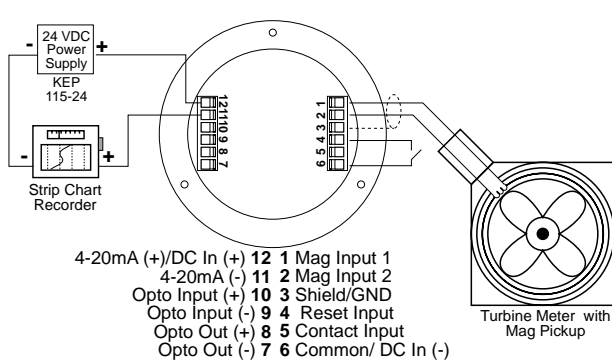 24 VDC
Power
Supply
- +
KEP
115-24
- +
Strip Chart
Recorder
12
11
10
9
8
7
1
2
3
4
5
6
4-20mA (+)/DC In (+) 12 1 Mag Input 1
4-20mA (-) 11 2 Mag Input 2
Opto Input (+) 10 3 Shield/GND
Opto Input (-) 9 4 Reset Input
Opto Out (+) 8 5 Contact Input
Opto Out (-) 7 6 Common/ DC In (-)
Turbine Meter with
Mag Pickup